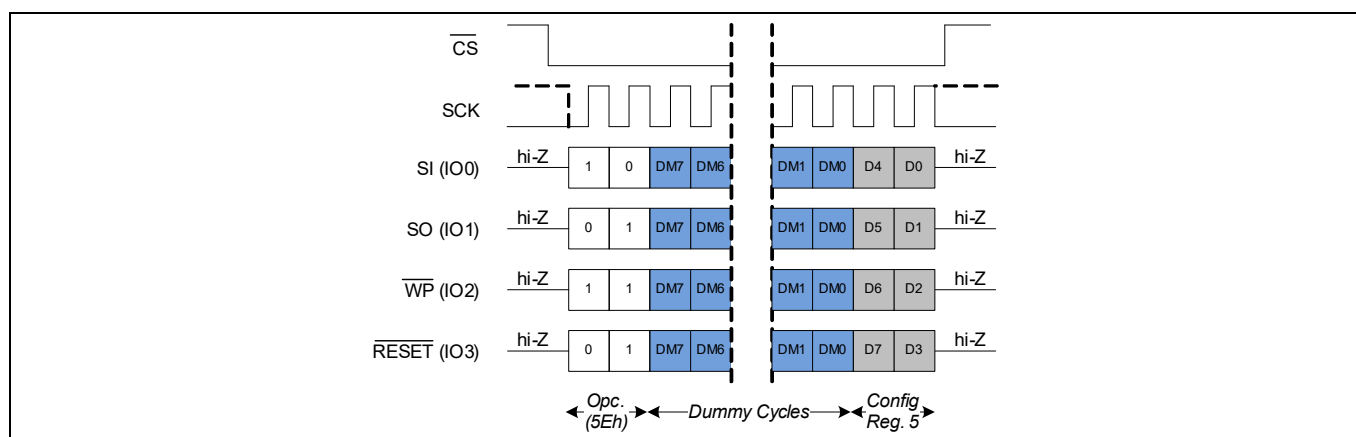 CS
SCK
SI (IO0) hi-Z 1 0 DM7 DM6 DM1 DM0 D4 D0 hi-Z
SO (IO1) hi-Z 0 1 DM7 DM6 DM1 DM0 D5 D1 hi-Z
WP (IO2) hi-Z 1 1 DM7 DM6 DM1 DM0 D6 D2 hi-Z
RESET (IO3) hi-Z 0 1 DM7 DM6 DM1 DM0 D7 D3 hi-Z
Opc. Config
Dummy Cycles
(5Eh) Reg. 5